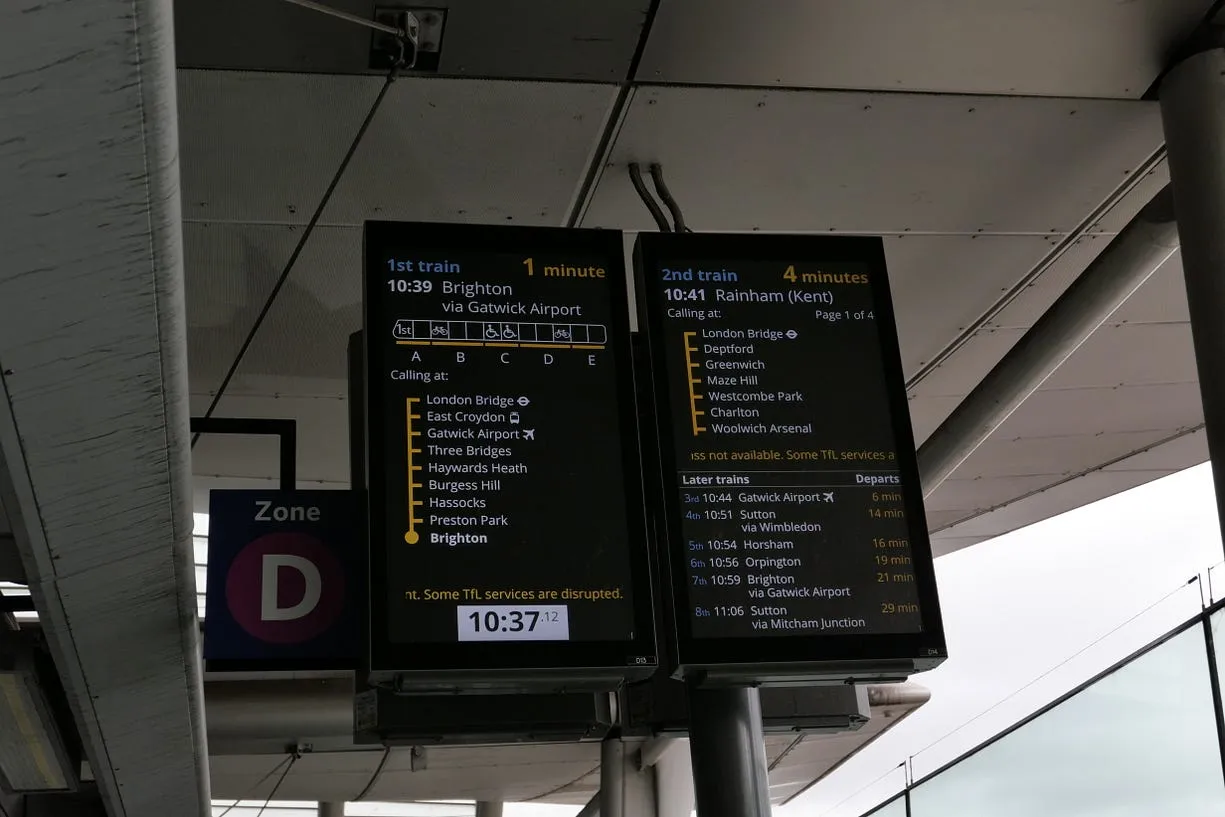 1st train 1 minute
10:39 Brighton
via Gatwick Airport
1st
A B C D E
Calling at:
London Bridge
East Croydon
Gatwick Airport
Three Bridges
Haywards Heath
Burgess Hill
Hassocks
Preston Park
Brighton
nt. Some TfL services are disrupted.
10:37.12
D13
2nd train 4 minutes
10:41 Rainham (Kent)
Calling at: Page 1 of 4
London Bridge
Deptford
Greenwich
Maze Hill
Westcombe Park
Charlton
Woolwich Arsenal
ass not available. Some TfL services a
Later trains Departs
3rd 10:44 Gatwick Airport 6 min
4th 10:51 Sutton 14 min
via Wimbledon
5th 10:54 Horsham 16 min
6th 10:56 Orpington 19 min
7th 10:59 Brighton 21 min
via Gatwick Airport
8th 11:06 Sutton 29 min
via Mitcham Junction
D14
Zone
D